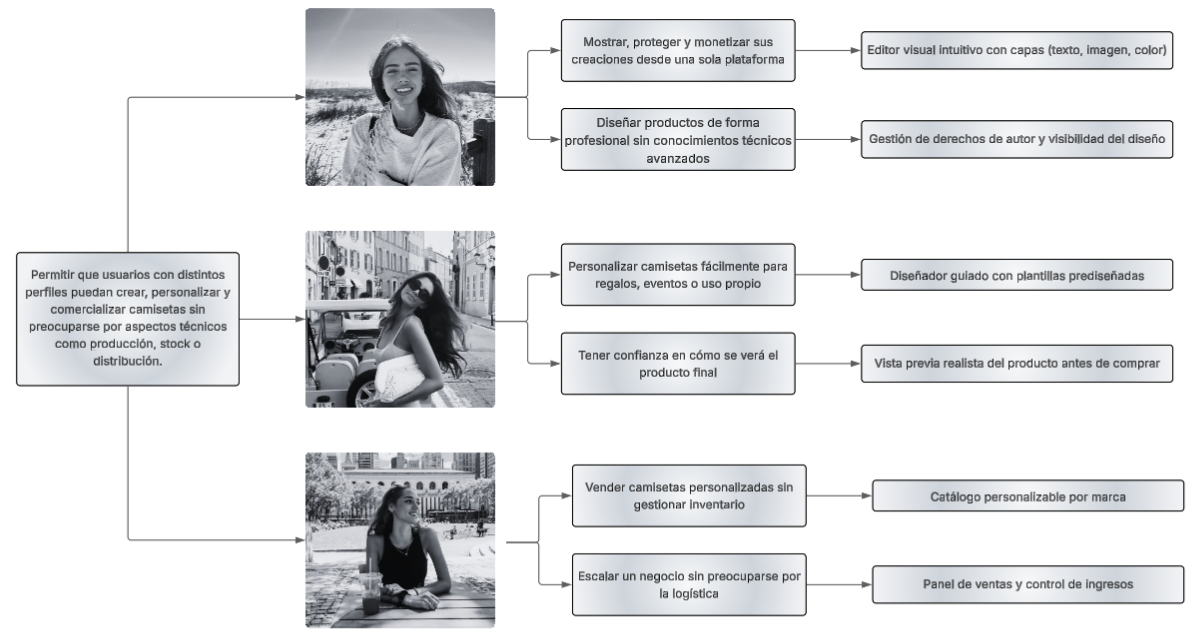 Permitir que usuarios con distintos
perfiles puedan crear, personalizar y
comercializar camisetas sin
preocuparse por aspectos técnicos
como producción, stock o
distribución.
Mostrar, proteger y monetizar sus
creaciones desde una sola plataforma
Editor visual intuitivo con capas (texto, imagen, color)
Diseñar productos de forma
profesional sin conocimientos técnicos
avanzados
Gestión de derechos de autor y visibilidad del diseño
Personalizar camisetas fácilmente para
regalos, eventos o uso propio
Diseñador guiado con plantillas prediseñadas
Tener confianza en cómo se verá el
producto final
Vista previa realista del producto antes de comprar
Vender camisetas personalizadas sin
gestionar inventario
Catálogo personalizable por marca
Escalar un negocio sin preocuparse por
la logística
Panel de ventas y control de ingresos